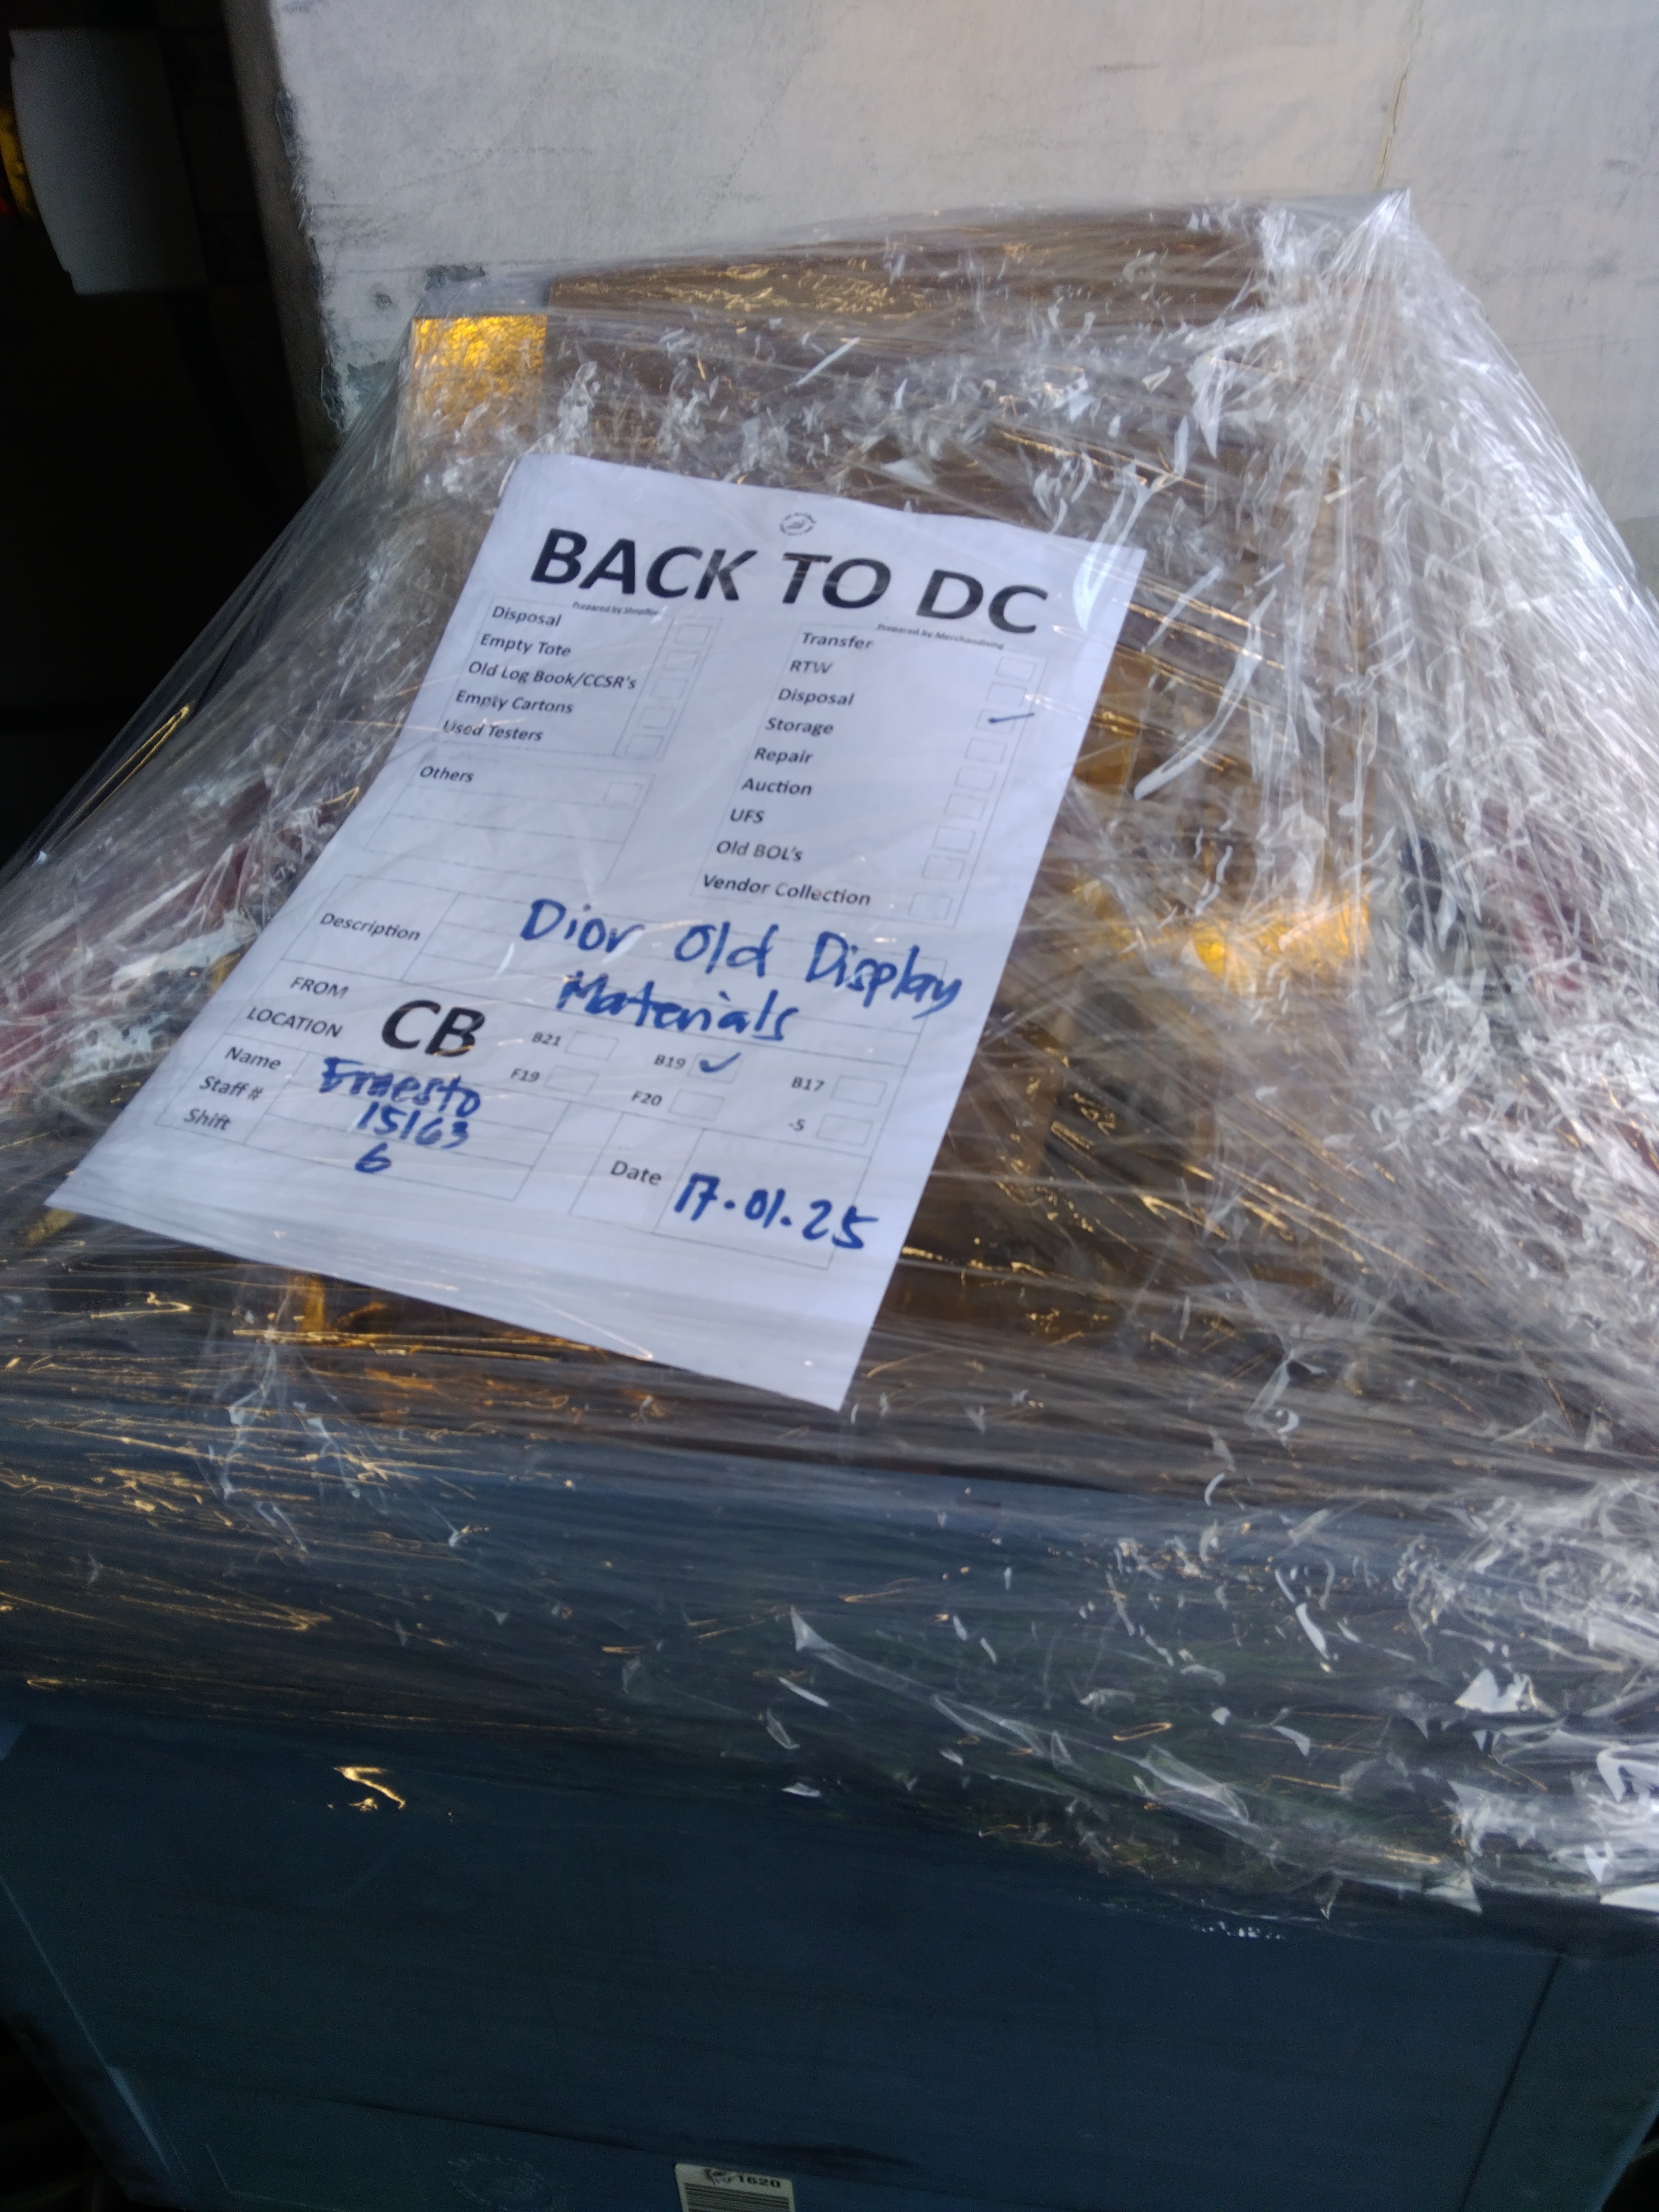 BACK TO DC
Prepared by Shopfloor
Disposal
Empty Tote
Old Log Book/CCSR's
Empty Cartons
Used Testers
Others
Prepared by Merchandising
Transfer
RTW
Disposal
Storage
Repair
Auction
UFS
Old BOL's
Vendor Collection
Description
Dior Old Display
Materials
FROM
LOCATION
CB
B21
B19
B17
F19
F20
-5
Name Ernesto
Staff # 15163
Shift 6
Date 17.01.25
1620